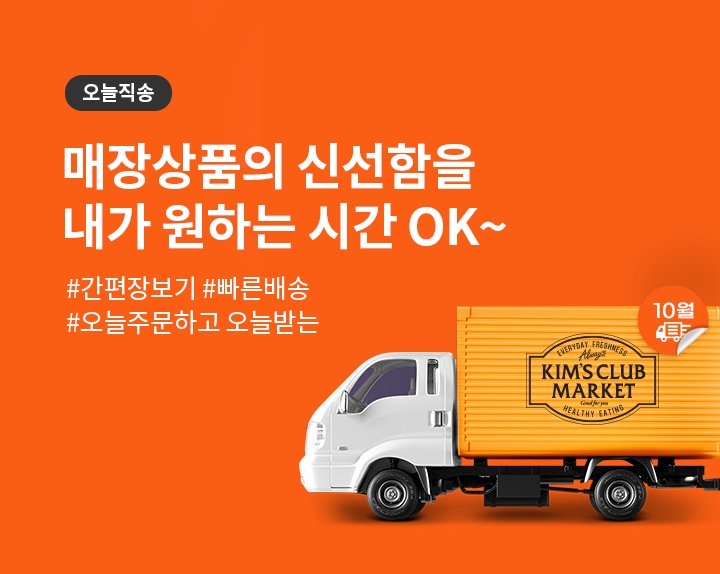 오늘직송
매장상품의 신선함을
내가 원하는 시간 OK~
#간편장보기 #빠른배송
#오늘주문하고 오늘받는
10월
EVERYDAY FRESHNESS
Always
KIM'S CLUB
MARKET
Good for you
HEALTHY EATING